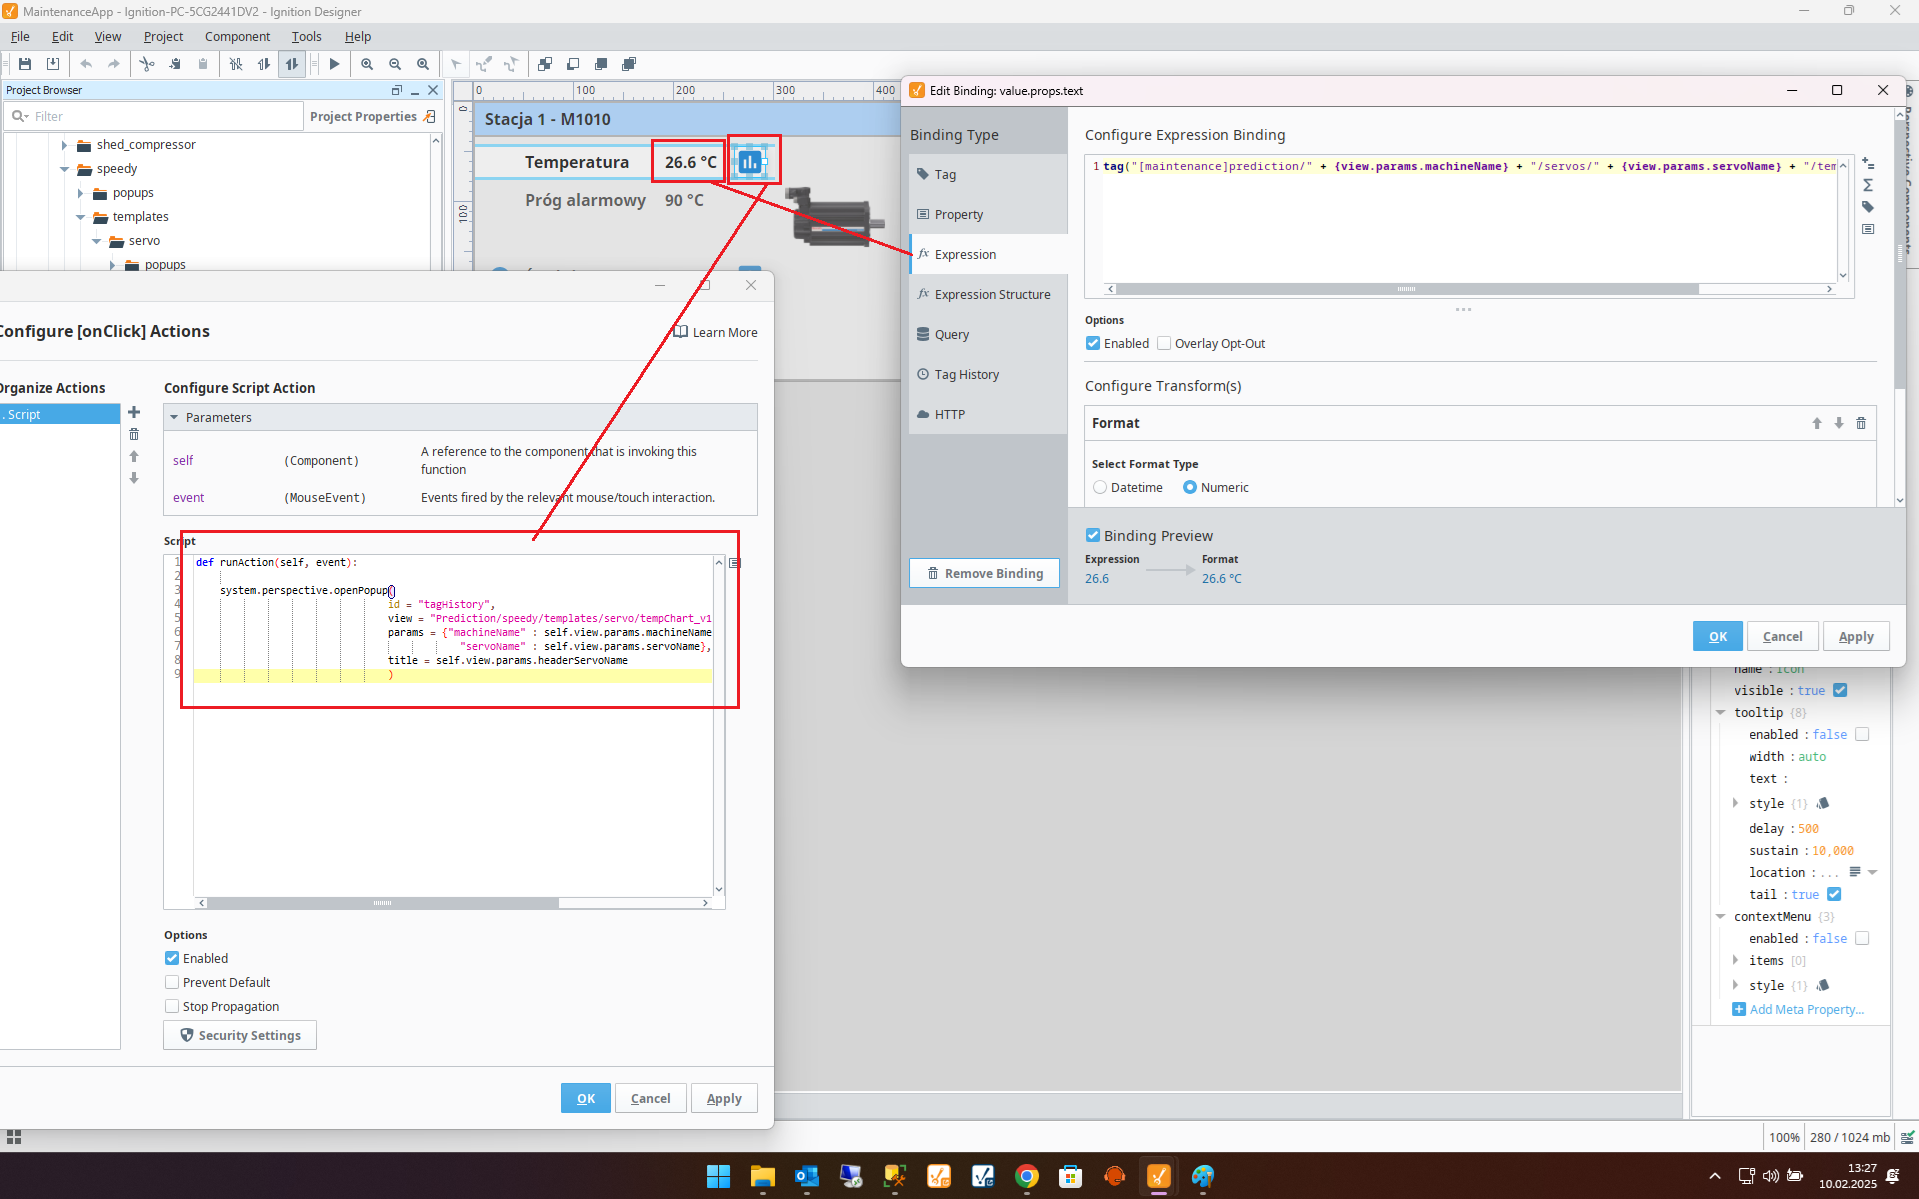 MaintenanceApp - Ignition-PC-5CG2441DV2 - Ignition Designer
File Edit View Project Component Tools Help
Project Browser
Filter
Project Properties
shed_compressor
speedy
popups
templates
servo
popups
0 100 200 300 400
0
100
Stacja 1 - M1010
Temperatura 26.6 °C
Próg alarmowy 90 °C
Configure [onClick] Actions
Learn More
Organize Actions
. Script
Configure Script Action
Parameters
self (Component) A reference to the component that is invoking this
function
event (MouseEvent) Events fired by the relevant mouse/touch interaction.
Script
1 def runAction(self, event):
2
3 system.perspective.openPopup(
4 id = "tagHistory",
5 view = "Prediction/speedy/templates/servo/tempChart_v1
6 params = {"machineName" : self.view.params.machineName
7 "servoName" : self.view.params.servoName},
8 title = self.view.params.headerServoName
9 )
Options
Enabled
Prevent Default
Stop Propagation
Security Settings
OK Cancel Apply
Edit Binding: value.props.text
Binding Type
Tag
Property
fx Expression
fx Expression Structure
Query
Tag History
HTTP
Remove Binding
Configure Expression Binding
1 tag("[maintenance]prediction/" + {view.params.machineName} + "/servos/" + {view.params.servoName} + "/tem
Options
Enabled Overlay Opt-Out
Configure Transform(s)
Format
Select Format Type
Datetime Numeric
Binding Preview
Expression Format
26.6 26.6 °C
OK Cancel Apply
Perspective Components
name : icon
visible : true
tooltip {8}
enabled : false
width : auto
text :
style {1}
delay : 500
sustain : 10,000
location : ...
tail : true
contextMenu {3}
enabled : false
items [0]
style {1}
Add Meta Property...
100% 280 / 1024 mb
13:27
10.02.2025